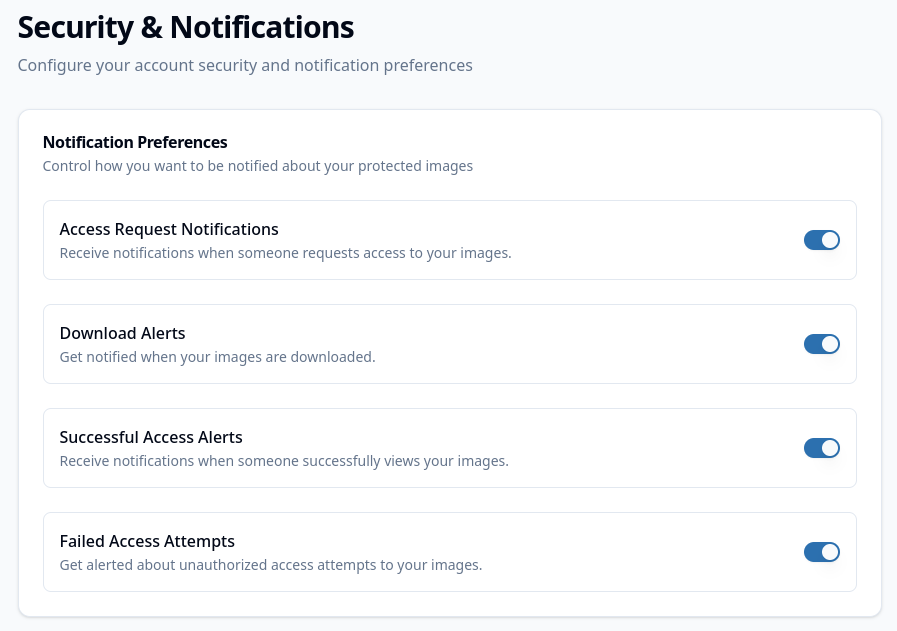 Security & Notifications
Configure your account security and notification preferences
Notification Preferences
Control how you want to be notified about your protected images
Access Request Notifications
Receive notifications when someone requests access to your images.
Download Alerts
Get notified when your images are downloaded.
Successful Access Alerts
Receive notifications when someone successfully views your images.
Failed Access Attempts
Get alerted about unauthorized access attempts to your images.